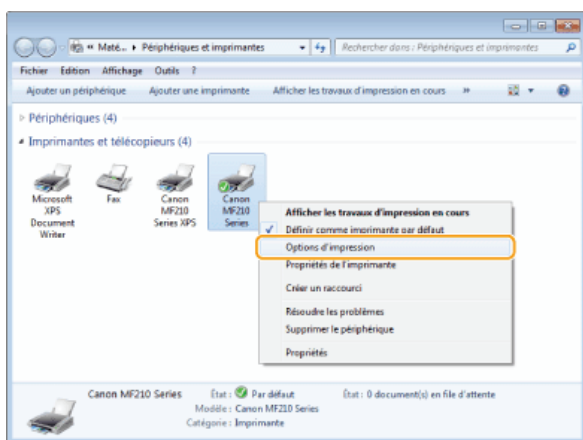 « Maté... ▸ Périphériques et imprimantes
Rechercher dans : Périphériques et imprimantes
Fichier Edition Affichage Outils ?
Ajouter un périphérique Ajouter une imprimante Afficher les travaux d'impression en cours »
Périphériques (4)
Imprimantes et télécopieurs (4)
Microsoft XPS Document Writer
Fax
Canon MF210 Series XPS
Canon MF210 Series
Afficher les travaux d'impression en cours
Définir comme imprimante par défaut
Options d'impression
Propriétés de l'imprimante
Créer un raccourci
Résoudre les problèmes
Supprimer le périphérique
Propriétés
Canon MF210 Series État : Par défaut État : 0 document(s) en file d'attente
Modèle : Canon MF210 Series
Catégorie : Imprimante